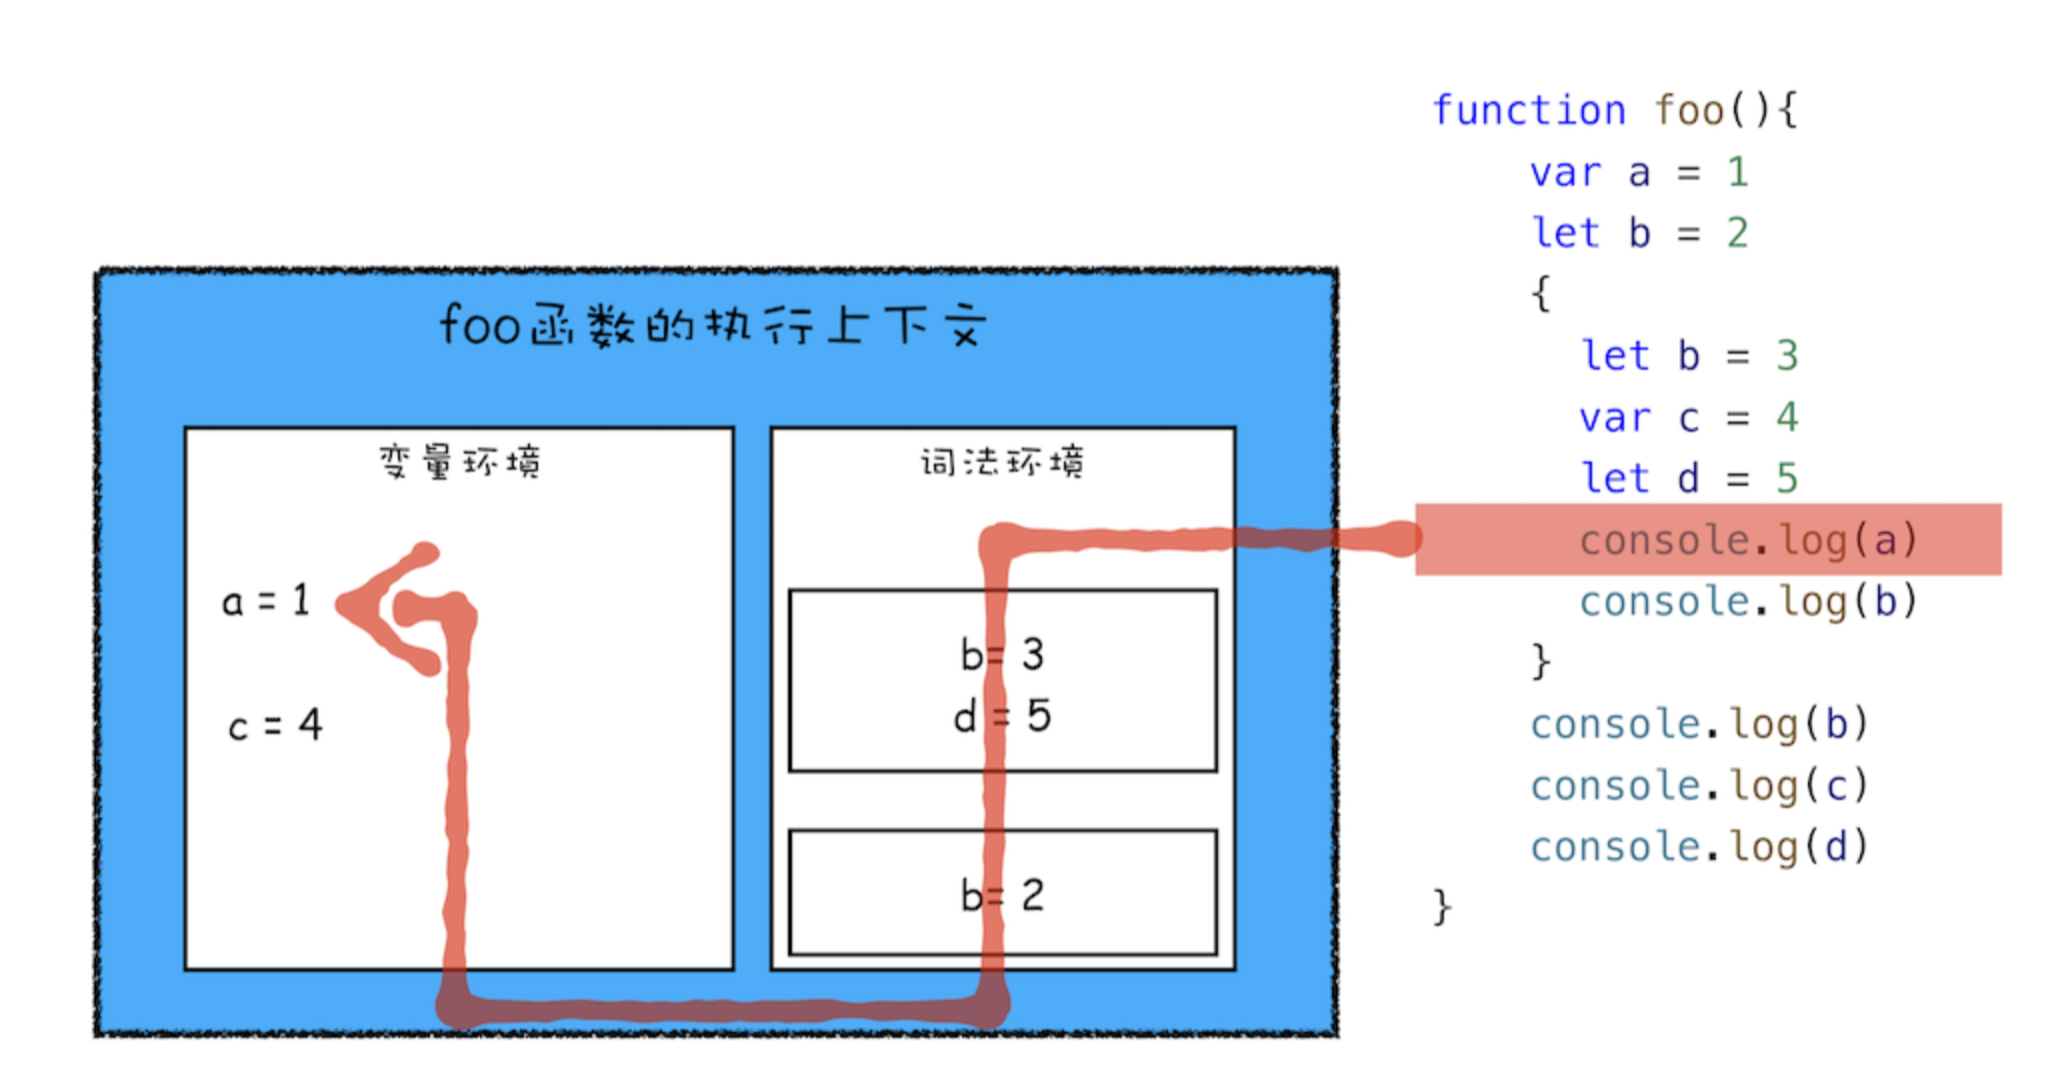 foo函数的执行上下文
变量环境
a = 1
c = 4
词法环境
b= 3
d = 5
b= 2
function foo(){
    var a = 1
    let b = 2
    {
      let b = 3
      var c = 4
      let d = 5
      console.log(a)
      console.log(b)
    }
    console.log(b)
    console.log(c)
    console.log(d)
}